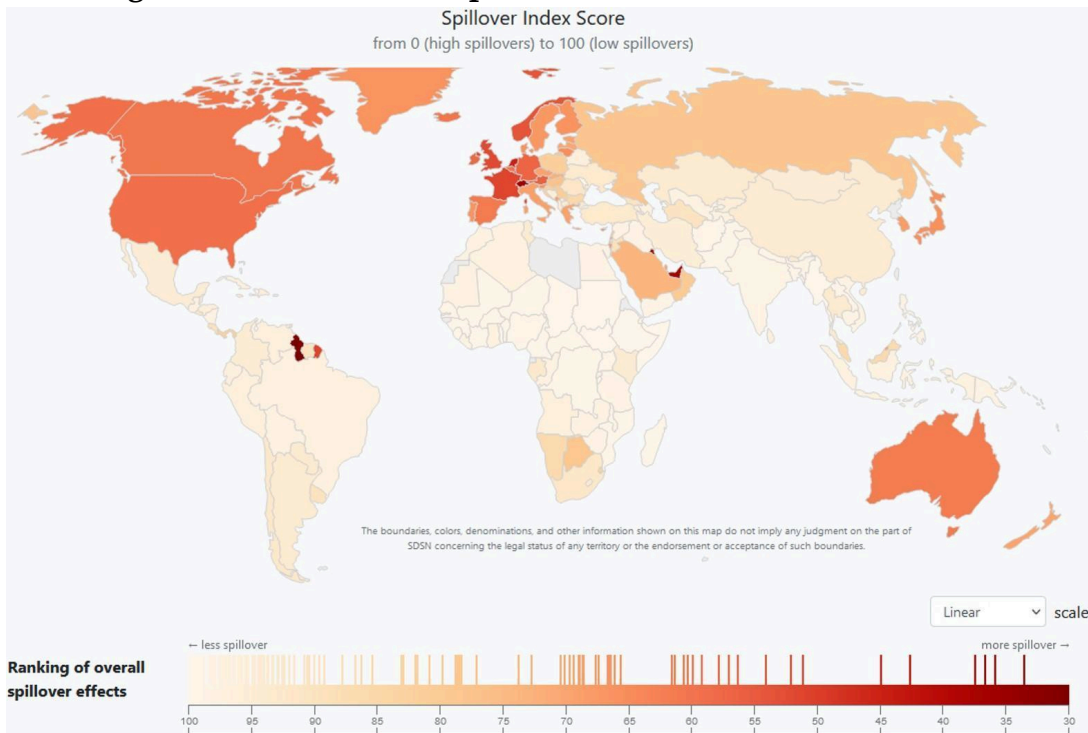 Spillover Index Score
from 0 (high spillovers) to 100 (low spillovers)
The boundaries, colors, denominations, and other information shown on this map do not imply any judgment on the part of
SDSN concerning the legal status of any territory or the endorsement or acceptance of such boundaries.
Linear scale
← less spillover more spillover →
Ranking of overall
spillover effects
100 95 90 85 80 75 70 65 60 55 50 45 40 35 30